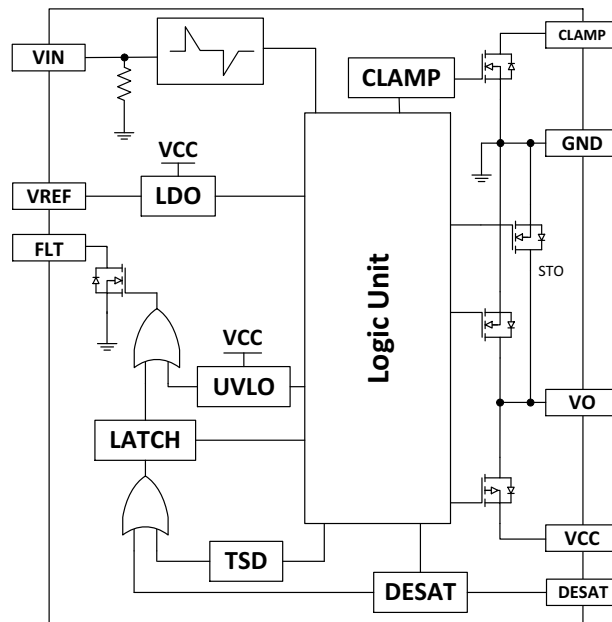 CLAMP
VIN
CLAMP
GND
VCC
VREF
LDO
FLT
STO
Logic Unit
VCC
UVLO
VO
LATCH
VCC
TSD
DESAT
DESAT